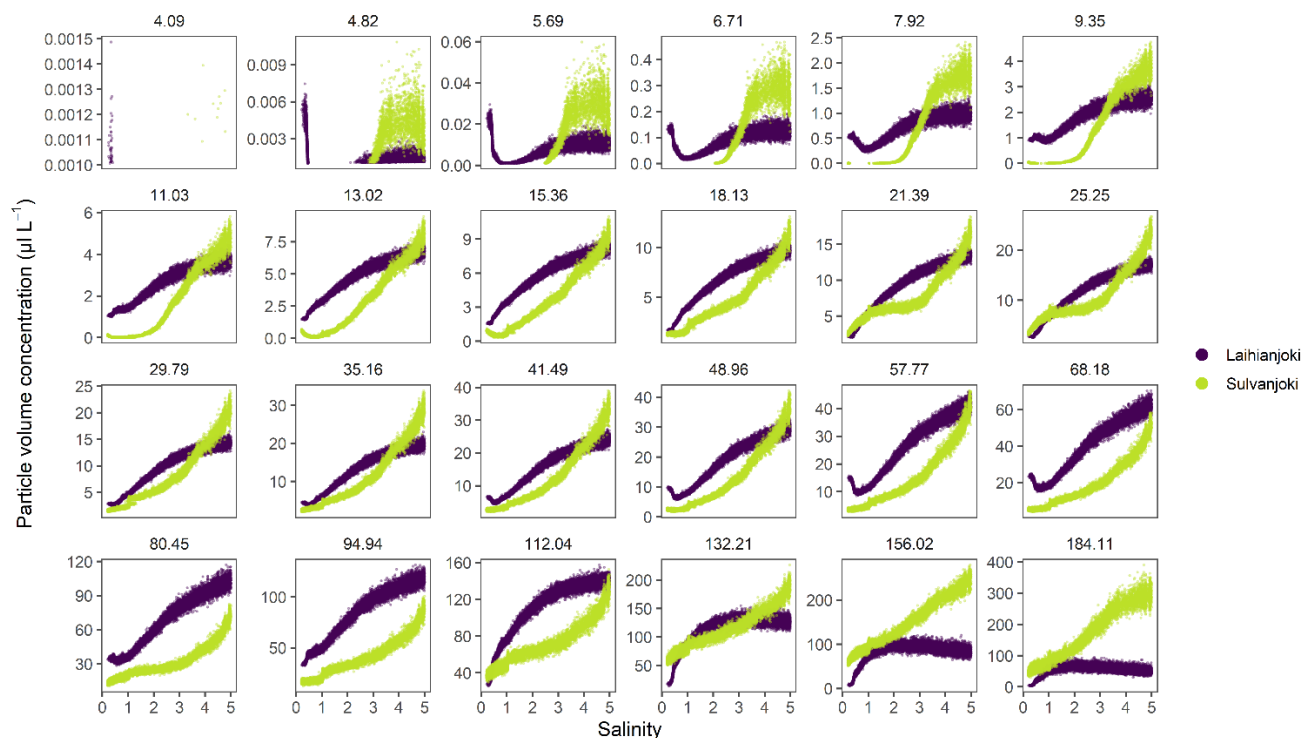 4.09 4.82 5.69 6.71 7.92 9.35
0.0015 0.0014 0.0013 0.0012 0.0011 0.0010
0.009 0.006 0.003
0.06 0.04 0.02 0.00
0.4 0.3 0.2 0.1 0.0
2.5 2.0 1.5 1.0 0.5 0.0
4 3 2 1 0
11.03 13.02 15.36 18.13 21.39 25.25
6 4 2 0
7.5 5.0 2.5 0.0
9 6 3 0
10 5
15 10 5
20 10
29.79 35.16 41.49 48.96 57.77 68.18
25 20 15 10 5
30 20 10
40 30 20 10
40 30 20 10 0
40 30 20 10
60 40 20
80.45 94.94 112.04 132.21 156.02 184.11
120 90 60 30
100 50
160 120 80 40
200 150 100 50
200 100 0
400 300 200 100 0
0 1 2 3 4 5 0 1 2 3 4 5 0 1 2 3 4 5 0 1 2 3 4 5 0 1 2 3 4 5 0 1 2 3 4 5
Salinity
Particle volume concentration (µl L⁻¹)
Laihianjoki
Sulvanjoki